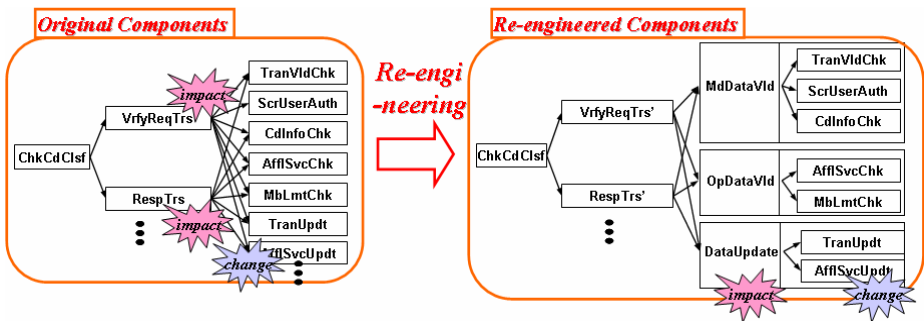 Original Components
TranVldChk
ScrUserAuth
CdInfoChk
AfflSvcChk
MbLmtChk
TranUpdt
AfflSvcUpdt
VrfyReqTrs
RespTrs
ChkCdClsf
impact
impact
change
Re-engi
-neering
Re-engineered Components
ChkCdClsf
VrfyReqTrs'
RespTrs'
MdDataVld
TranVldChk
ScrUserAuth
CdInfoChk
OpDataVld
AfflSvcChk
MbLmtChk
DataUpdate
TranUpdt
AfflSvcUpdt
impact
change